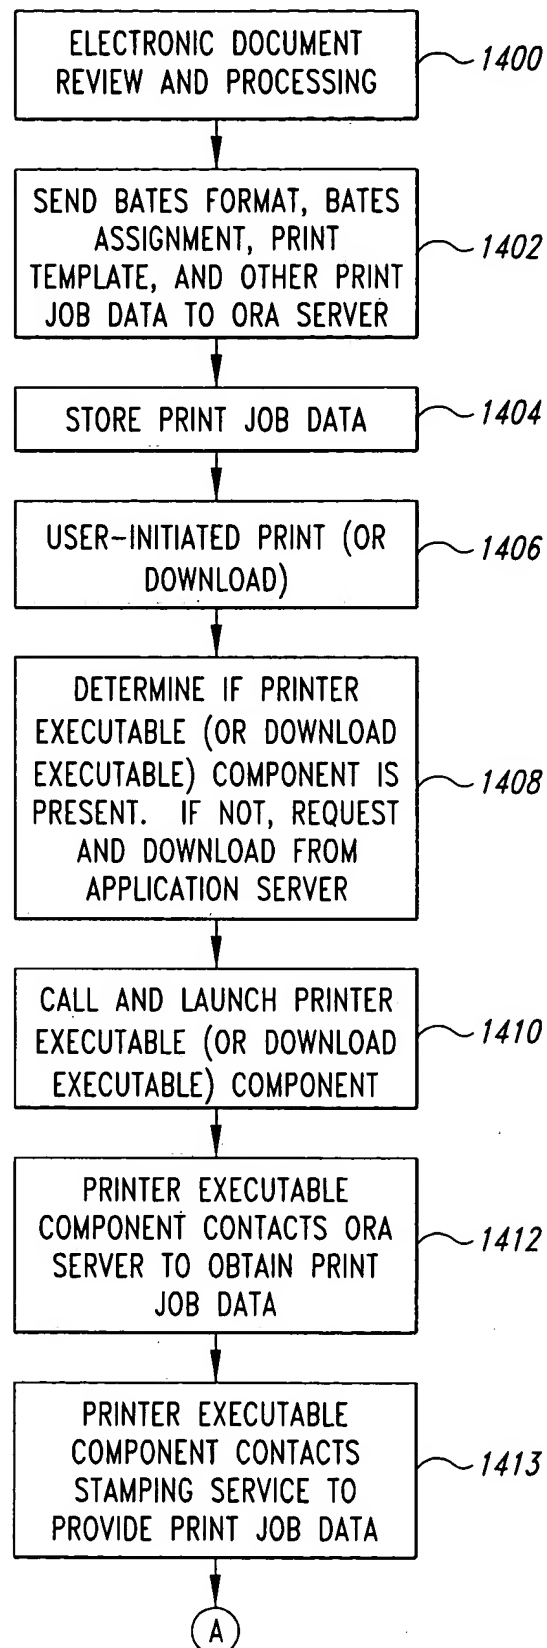 ELECTRONIC DOCUMENT
REVIEW AND PROCESSING
1400
SEND BATES FORMAT, BATES
ASSIGNMENT, PRINT
TEMPLATE, AND OTHER PRINT
JOB DATA TO ORA SERVER
1402
STORE PRINT JOB DATA
1404
USER-INITIATED PRINT (OR
DOWNLOAD)
1406
DETERMINE IF PRINTER
EXECUTABLE (OR DOWNLOAD
EXECUTABLE) COMPONENT IS
PRESENT. IF NOT, REQUEST
AND DOWNLOAD FROM
APPLICATION SERVER
1408
CALL AND LAUNCH PRINTER
EXECUTABLE (OR DOWNLOAD
EXECUTABLE) COMPONENT
1410
PRINTER EXECUTABLE
COMPONENT CONTACTS ORA
SERVER TO OBTAIN PRINT
JOB DATA
1412
PRINTER EXECUTABLE
COMPONENT CONTACTS
STAMPING SERVICE TO
PROVIDE PRINT JOB DATA
1413
A